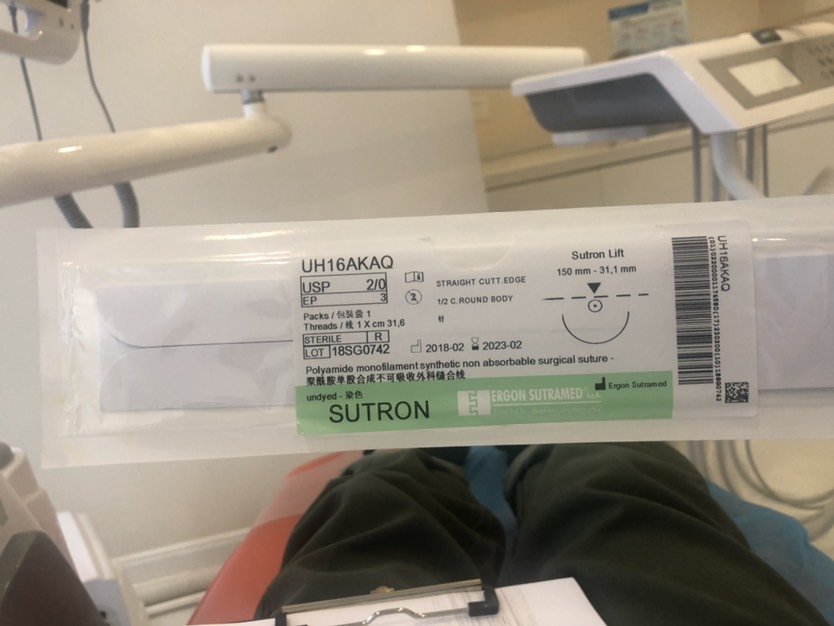 UH16AKAQ
USP 2/0
EP 3
Packs / 包装袋 1
Threads / 线 1 X cm 31,6
STERILE R
LOT 18SG0742
2
STRAIGHT CUTT.EDGE
1/2 C.ROUND BODY
2018-02 2023-02
Sutron Lift
150 mm - 31,1 mm
Polyamide monofilament synthetic non absorbable surgical suture -
聚酰胺单股合成不可吸收外科缝合线
undyed - 染色
SUTRON
ERGON SUTRAMED S.p.A.
Ergon Sutramed
UH16AKAQ